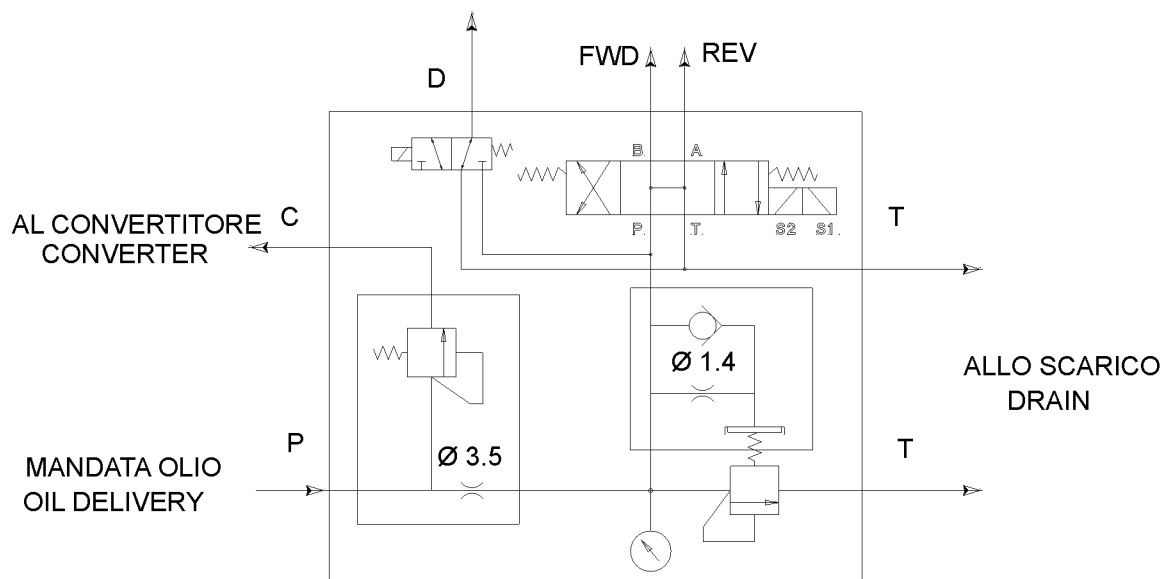 FWD
REV
D
B.
A.
AL CONVERTITORE
CONVERTER
C
P.
.T.
S2
S1.
T
Ø 1.4
ALLO SCARICO
DRAIN
P
Ø 3.5
T
MANDATA OLIO
OIL DELIVERY